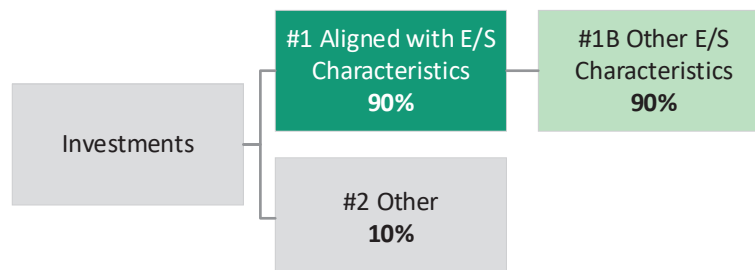 #1 Aligned with E/S
Characteristics
90%
#1B Other E/S
Characteristics
90%
Investments
#2 Other
10%